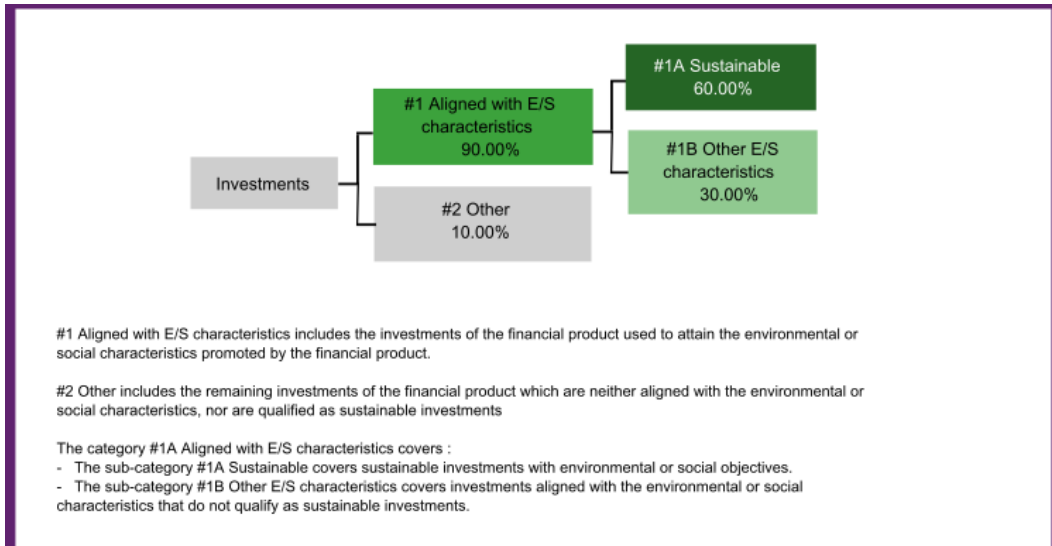 #1A Sustainable
60.00%
#1 Aligned with E/S
characteristics
90.00%
#1B Other E/S
characteristics
30.00%
Investments
#2 Other
10.00%
#1 Aligned with E/S characteristics includes the investments of the financial product used to attain the environmental or
social characteristics promoted by the financial product.
#2 Other includes the remaining investments of the financial product which are neither aligned with the environmental or
social characteristics, nor are qualified as sustainable investments
The category #1A Aligned with E/S characteristics covers :
- The sub-category #1A Sustainable covers sustainable investments with environmental or social objectives.
- The sub-category #1B Other E/S characteristics covers investments aligned with the environmental or social
characteristics that do not qualify as sustainable investments.